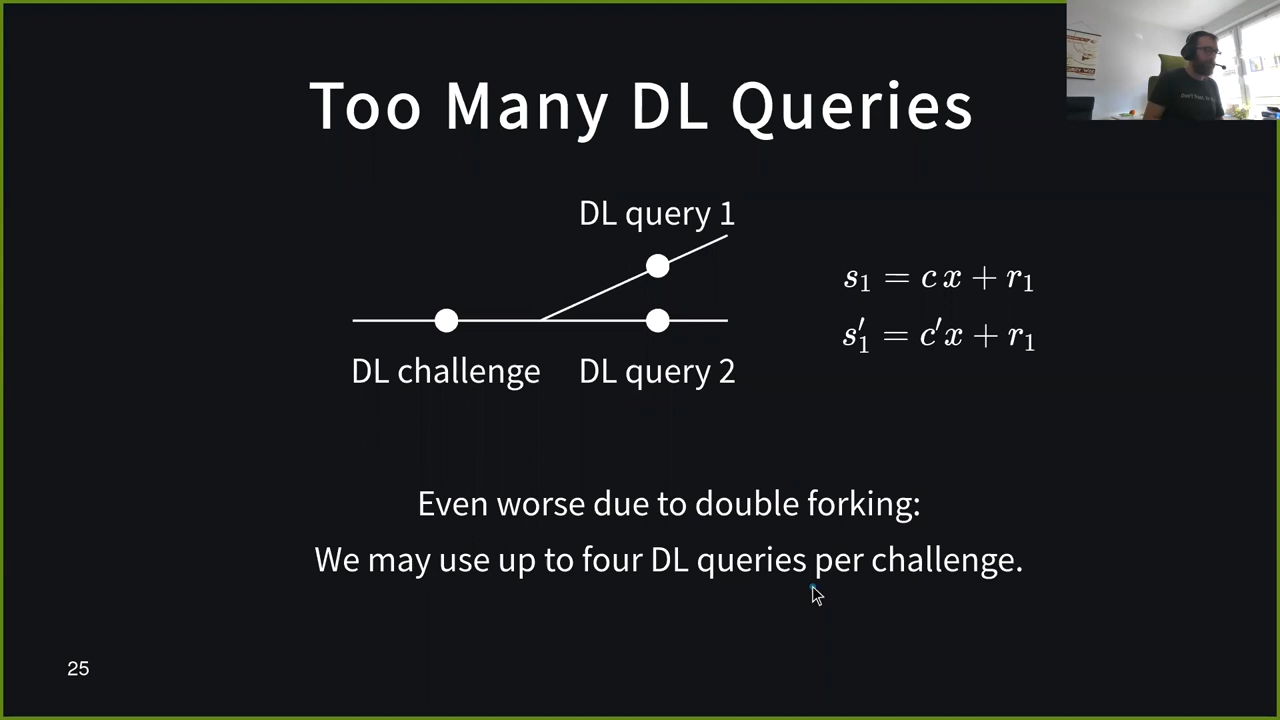 Too Many DL Queries
DL query 1
DL challenge
DL query 2
s₁ = c x + r₁
s′₁ = c′x + r₁
Even worse due to double forking:
We may use up to four DL queries per challenge.
25